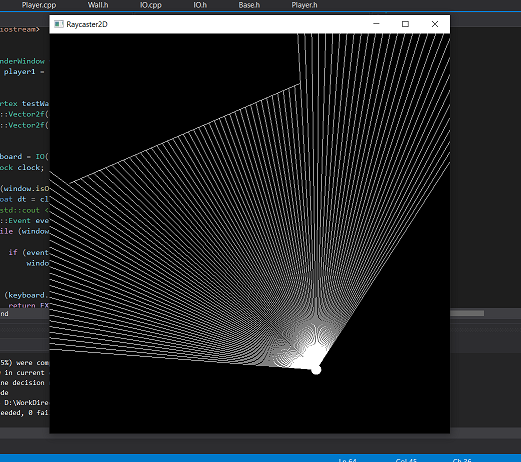 Player.cpp Wall.h IO.cpp IO.h Base.h Player.h
Raycaster2D
iostream>
nderWindow
player1 =
rtex testWa
::Vector2f(
::Vector2f(
board = IO(
ock clock;
(window.isO
oat dt = cl
std::cout <
::Event eve
ile (window
if (event
windo
(keyboard.
return EX
nd
5%) were com
in current
ne decision
de
D:\WorkDire
eeded, 0 fai
Ln 64 Col 45 Ch 36